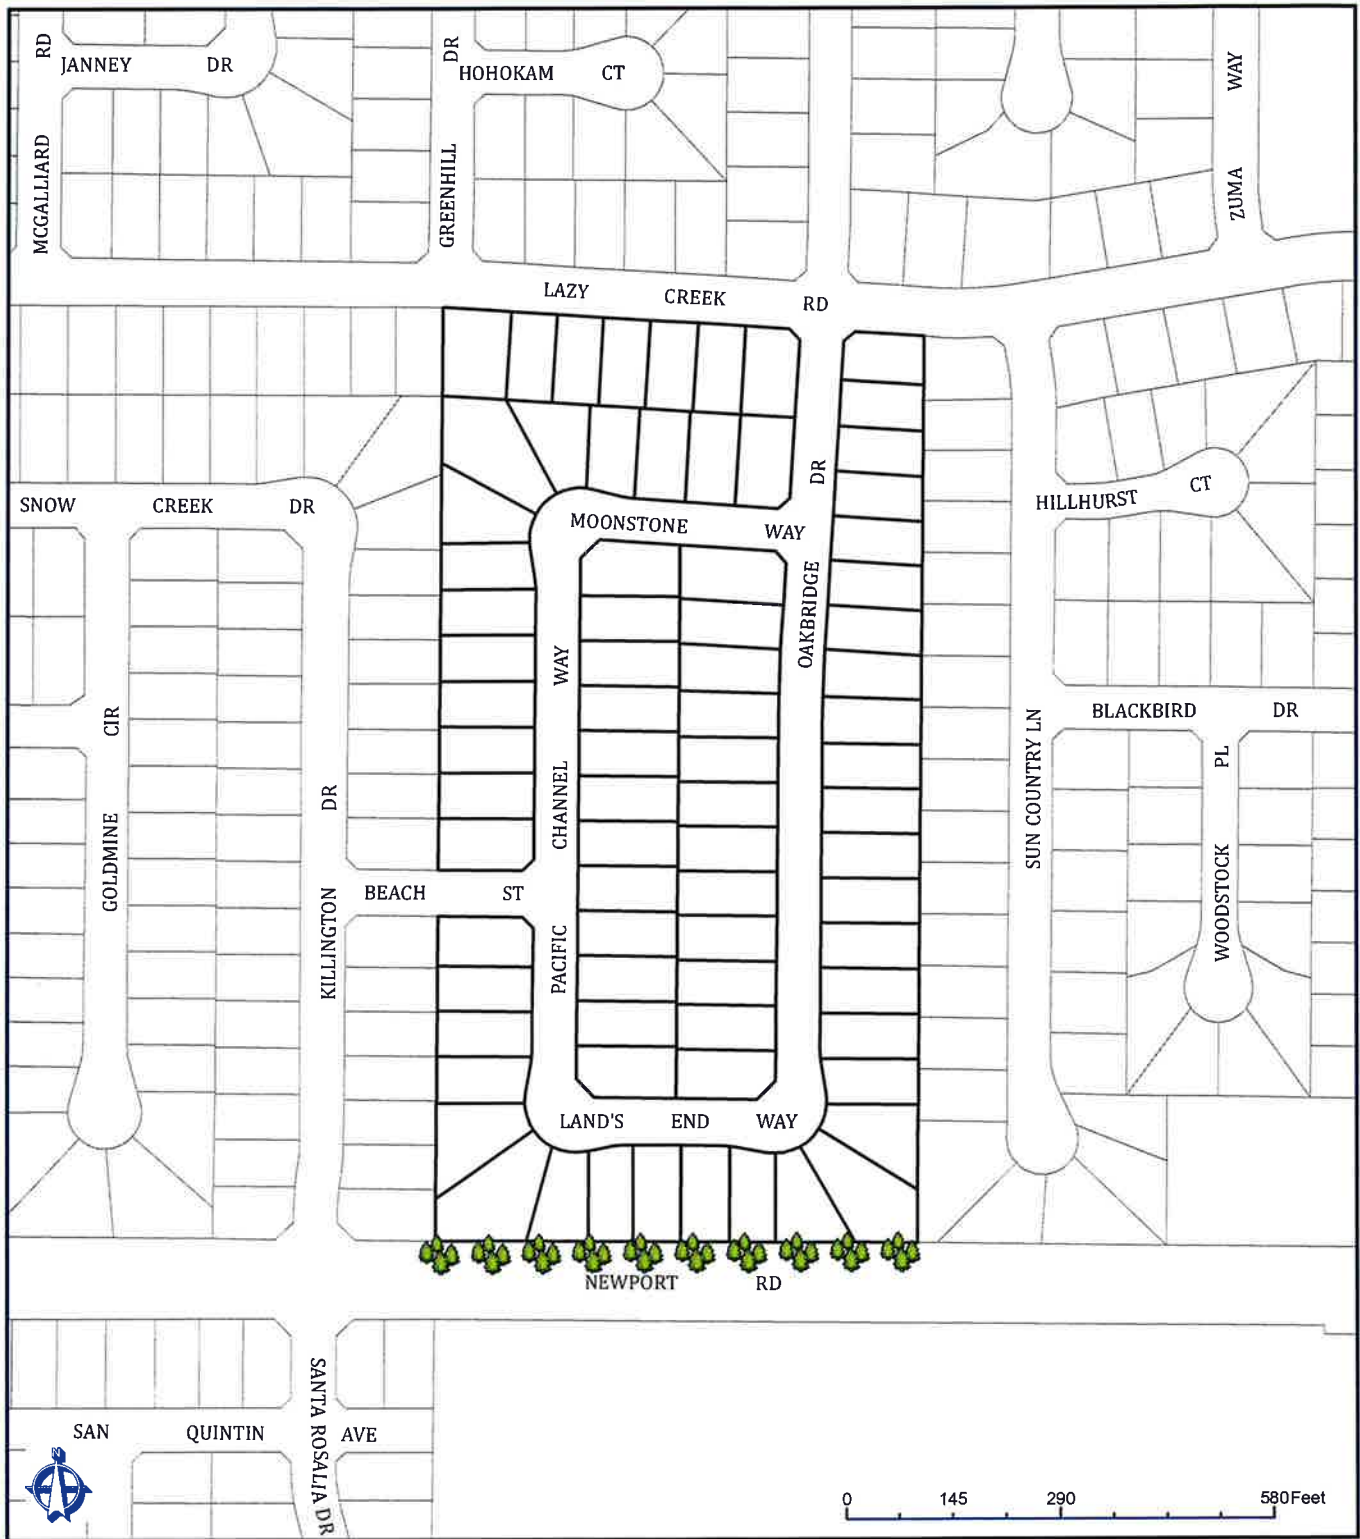 RD
JANNEY DR
MCGALLIARD
DR
HOHOKAM CT
GREENHILL
WAY
ZUMA
LAZY CREEK RD
SNOW CREEK DR
MOONSTONE WAY
DR
OAKBRIDGE
HILLHURST CT
CIR
GOLDMINE
DR
KILLINGTON
WAY
CHANNEL
PACIFIC
BEACH ST
SUN COUNTRY LN
BLACKBIRD DR
PL
WOODSTOCK
LAND'S END WAY
NEWPORT RD
SANTA ROSALIA DR
SAN QUINTIN AVE
N
0 145 290 580 Feet